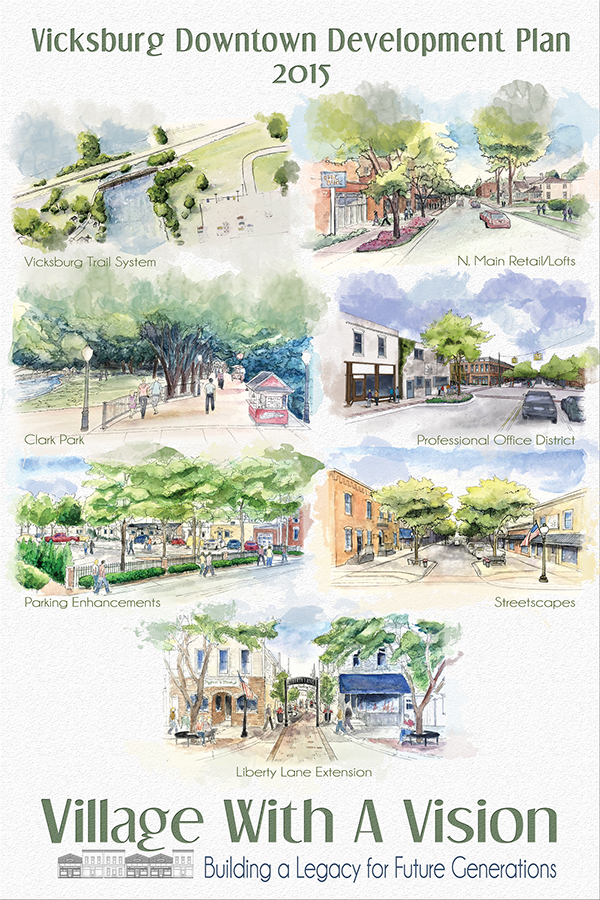 Vicksburg Downtown Development Plan
2015
Vicksburg Trail System
N. Main Retail/Lofts
Clark Park
Professional Office District
Parking Enhancements
Streetscapes
Liberty Lane Extension
Village With A Vision
Building a Legacy for Future Generations